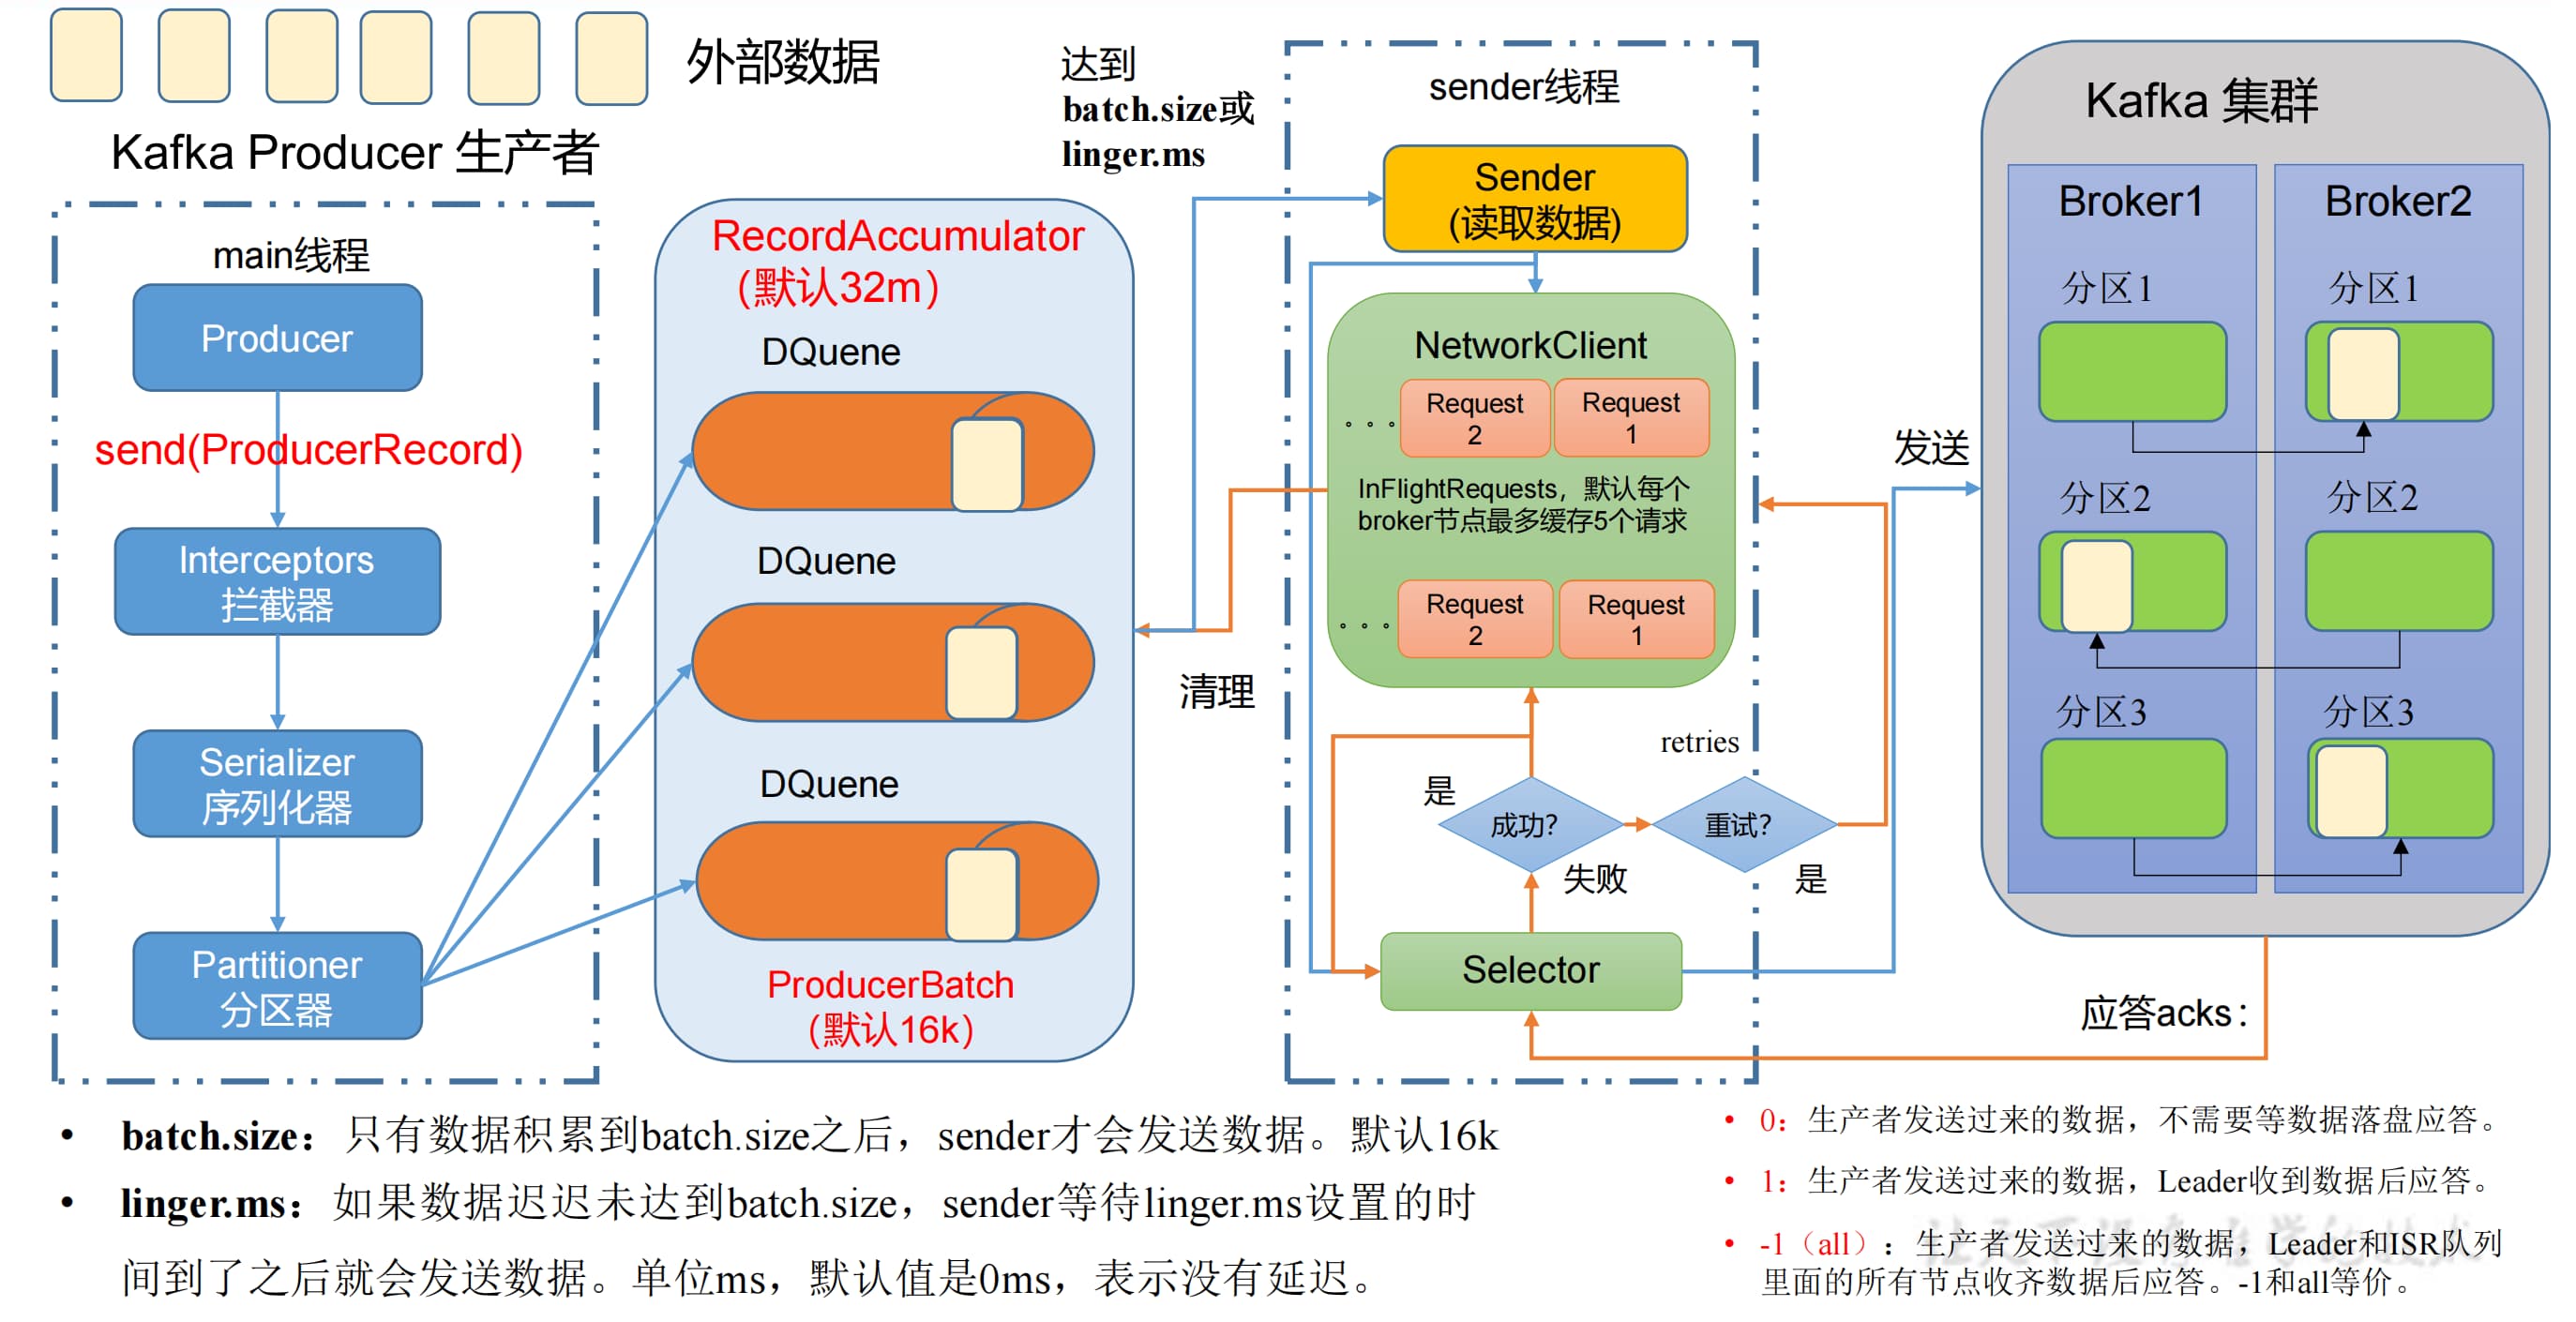 外部数据
Kafka Producer 生产者
main线程
Producer
send(ProducerRecord)
Interceptors
拦截器
Serializer
序列化器
Partitioner
分区器
RecordAccumulator
（默认32m）
DQuene
DQuene
DQuene
ProducerBatch
（默认16k）
达到
batch.size或
linger.ms
清理
sender线程
Sender
(读取数据)
NetworkClient
。。。
Request
2
Request
1
InFlightRequests，默认每个
broker节点最多缓存5个请求
。。。
Request
2
Request
1
retries
是
成功?
失败
重试?
是
Selector
发送
Kafka 集群
Broker1
Broker2
分区1
分区1
分区2
分区2
分区3
分区3
应答acks：
• batch.size：只有数据积累到batch.size之后，sender才会发送数据。默认16k
• linger.ms：如果数据迟迟未达到batch.size，sender等待linger.ms设置的时
间到了之后就会发送数据。单位ms，默认值是0ms，表示没有延迟。
• 0：生产者发送过来的数据，不需要等数据落盘应答。
• 1：生产者发送过来的数据，Leader收到数据后应答。
• -1（all）：生产者发送过来的数据，Leader和ISR队列
里面的所有节点收齐数据后应答。-1和all等价。
让天下没有难学的技术